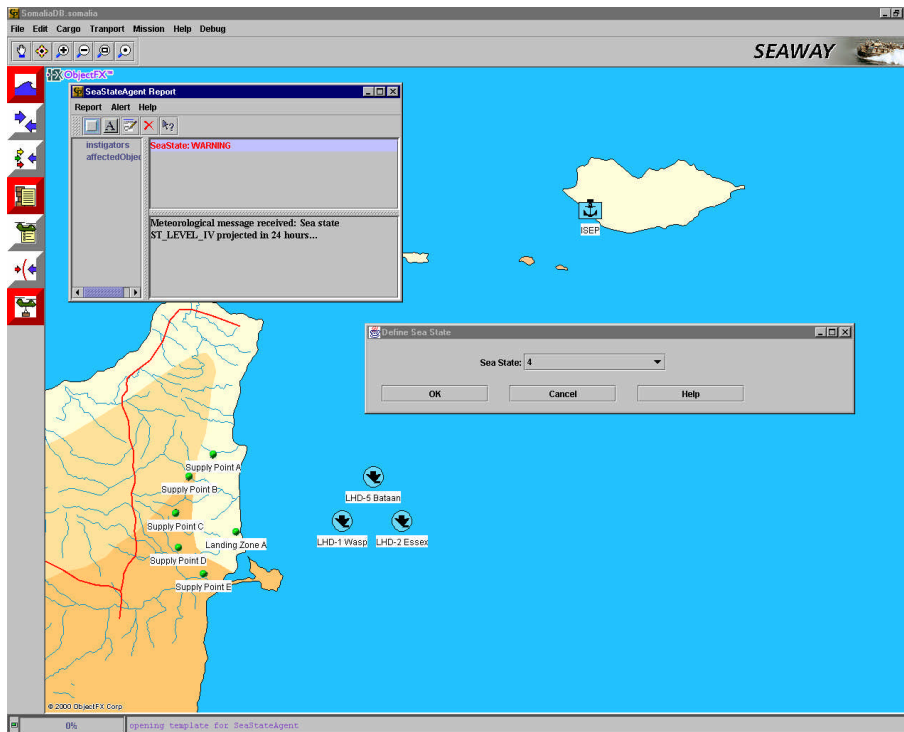 SomaliaDB.somalia
File Edit Cargo Tranport Mission Help Debug
SEAWAY
ObjectFX™
SeaStateAgent Report
Report Alert Help
A
instigators
affectedObjec
SeaState: WARNING
Meteorological message received: Sea state
ST_LEVEL_IV projected in 24 hours...
ISEP
Define Sea State
Sea State: 4
OK Cancel Help
Supply Point A
Supply Point B
LHD-5 Bataan
Supply Point C
LHD-1 Wasp LHD-2 Essex
Landing Zone A
Supply Point D
Supply Point E
© 2000 ObjectFX Corp
0% opening template for SeaStateAgent